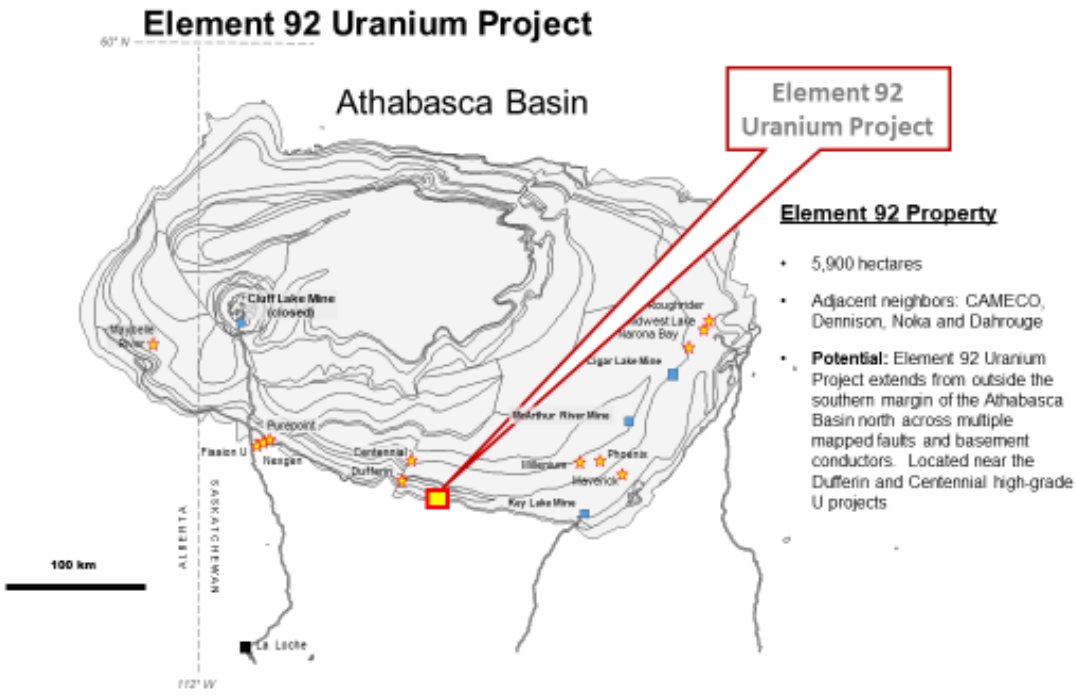 Element 92 Uranium Project
60° N
Athabasca Basin
Element 92
Uranium Project
Element 92 Property
• 5,900 hectares
• Adjacent neighbors: CAMECO,
Dennison, Noka and Dahrouge
• Potential: Element 92 Uranium
Project extends from outside the
southern margin of the Athabasca
Basin north across multiple
mapped faults and basement
conductors. Located near the
Dufferin and Centennial high-grade
U projects
Cluff Lake Mine
(closed)
Maybelle
River
Roughrider
Midwest Lake
Narona Bay
Cigar Lake Mine
McArthur River Mine
Purepoint
Fission U
Nexgen
Centennial
Dufferin
Millenium
Phoenix
Maverick
Key Lake Mine
ALBERTA
SASKATCHEWAN
100 km
La Loche
112° W